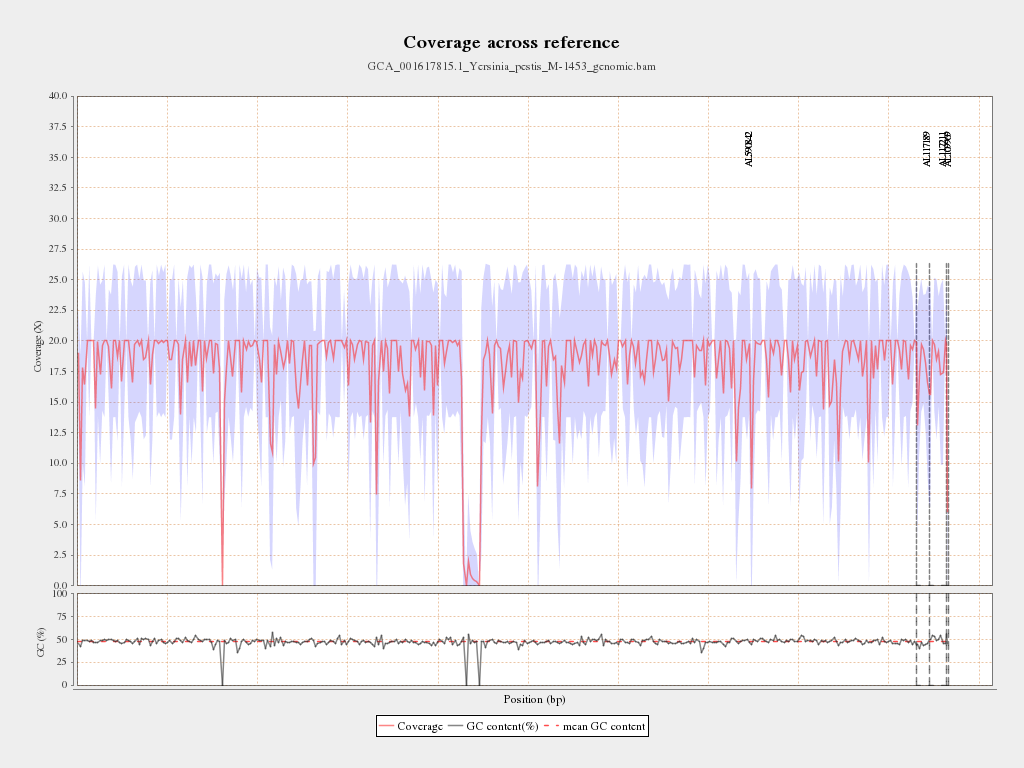 Coverage across reference
GCA_001617815.1_Yersinia_pestis_M-1453_genomic.bam
40.0
37.5
35.0
32.5
30.0
27.5
25.0
22.5
20.0
17.5
15.0
12.5
10.0
7.5
5.0
2.5
0.0
Coverage (X)
AL590842
AL117189
AL117211
AL109969
100
75
50
25
0
GC (%)
Position (bp)
Coverage GC content(%) mean GC content